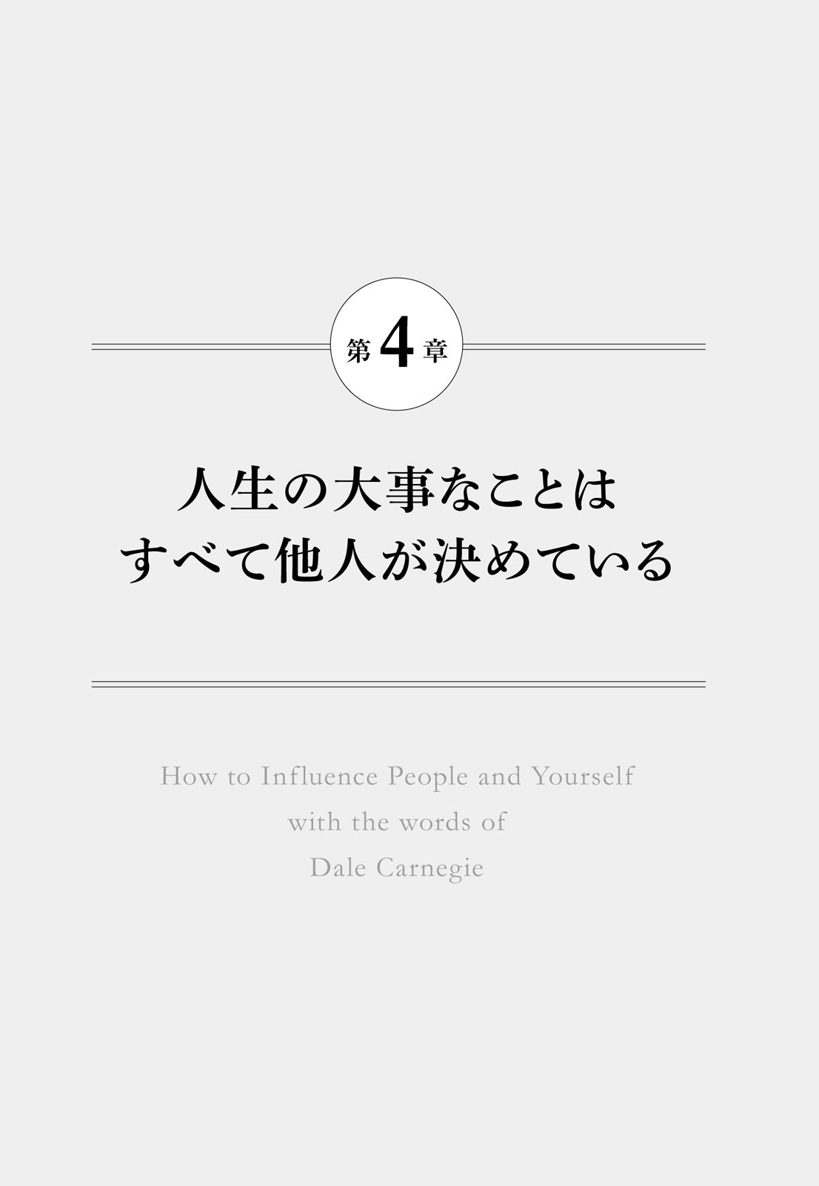 第4章
人生の大事なことは
すべて他人が決めている
How to Influence People and Yourself
with the words of
Dale Carnegie